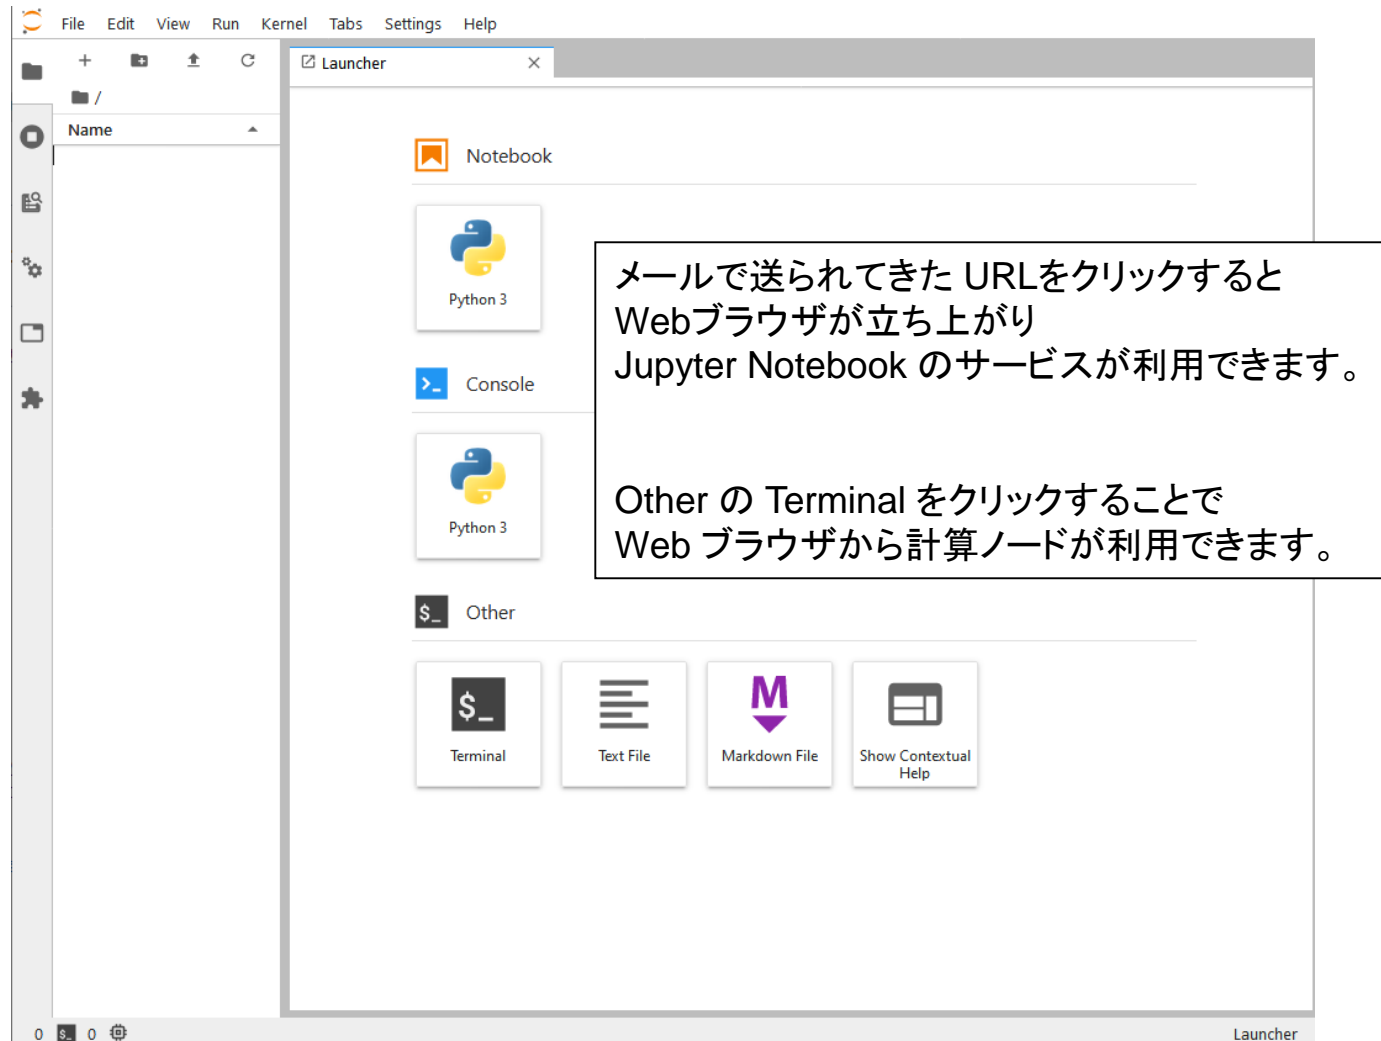 File Edit View Run Kernel Tabs Settings Help
Launcher
/
Name
Notebook
Python 3
メールで送られてきた URLをクリックすると
Webブラウザが立ち上がり
Jupyter Notebook のサービスが利用できます。
Console
Python 3
Other の Terminal をクリックすることで
Web ブラウザから計算ノードが利用できます。
$_ Other
$_
M
Terminal
Text File
Markdown File
Show Contextual
Help
0 $_ 0
Launcher